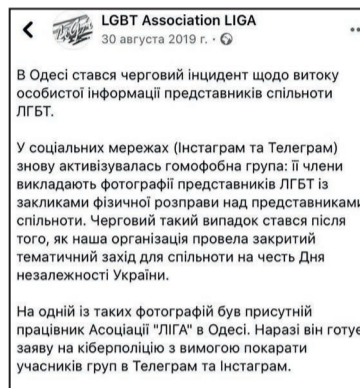 LGBT Association LIGA
30 августа 2019 г. ·
В Одесі стався черговий інцидент щодо витоку
особистої інформації представників спільноти
ЛГБТ.
У соціальних мережах (Інстаграм та Телеграм)
знову активізувалась гомофобна група: її члени
викладають фотографії представників ЛГБТ із
закликами фізичної розправи над представниками
спільноти. Черговий такий випадок стався після
того, як наша організація провела закритий
тематичний захід для спільноти на честь Дня
незалежності України.
На одній із таких фотографій був присутній
працівник Асоціації "ЛІГА" в Одесі. Наразі він готує
заяву на кіберполіцію з вимогою покарати
учасників груп в Телеграм та Інстаграм.